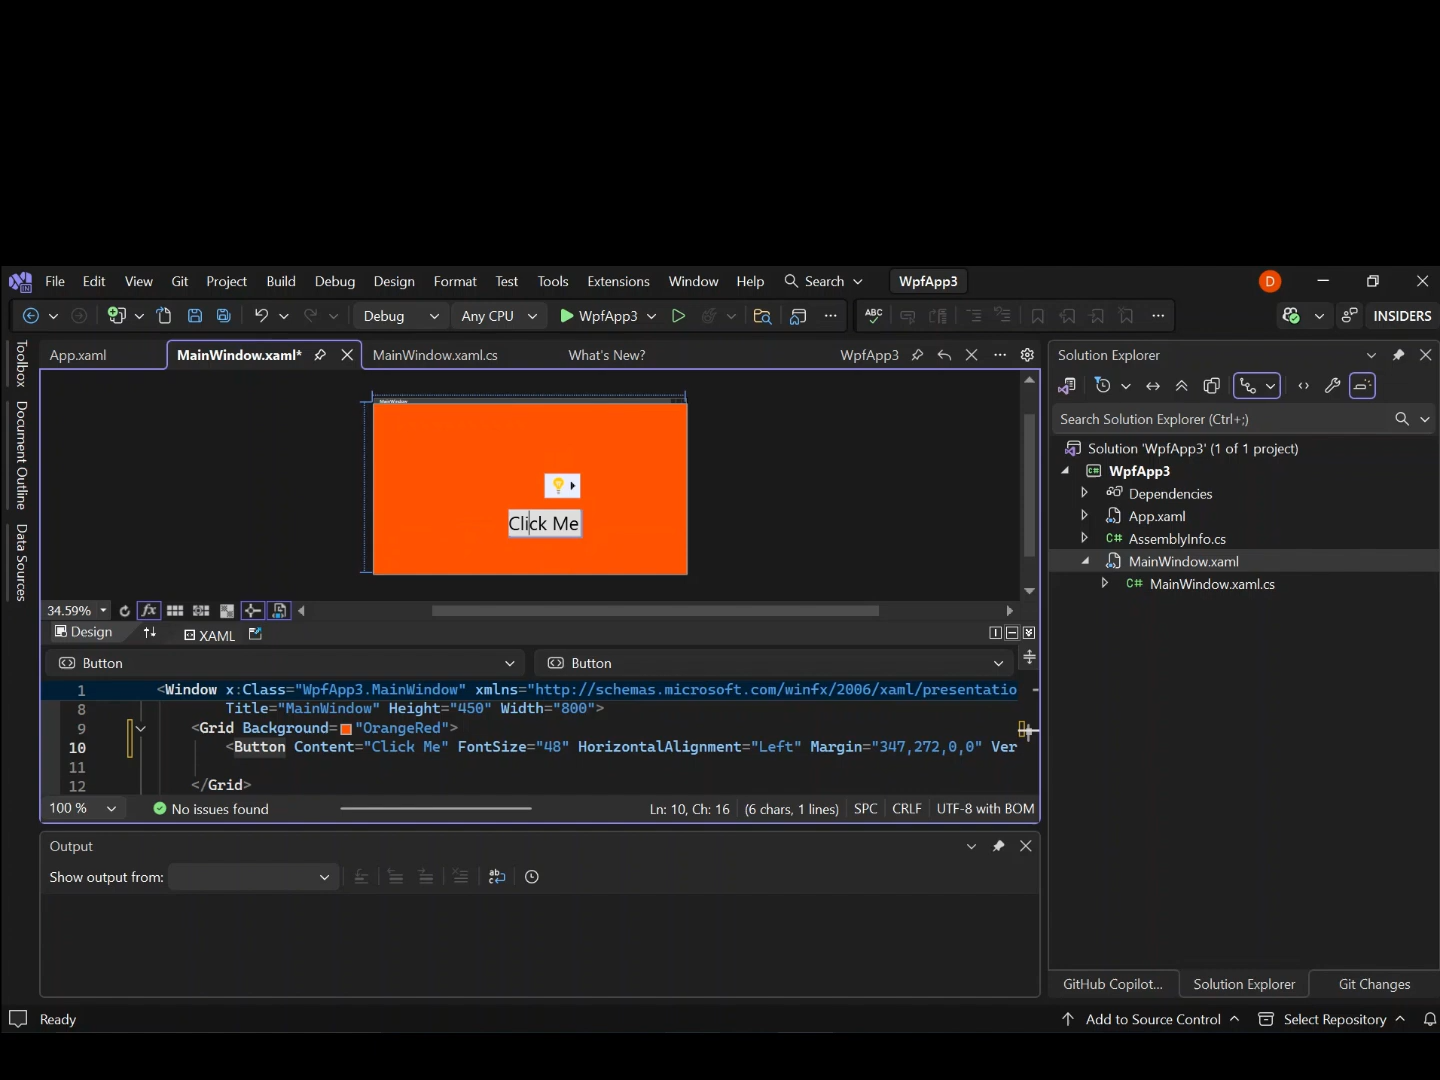 File Edit View Git Project Build Debug Design Format Test Tools Extensions Window Help Search WpfApp3 D
Debug Any CPU WpfApp3 INSIDERS
App.xaml MainWindow.xaml* MainWindow.xaml.cs What's New? WpfApp3
Toolbox
Document Outline
Data Sources
MainWindow
Click Me
34.59%
Design XAML
Button Button
1 <Window x:Class="WpfApp3.MainWindow" xmlns="http://schemas.microsoft.com/winfx/2006/xaml/presentatio
8 Title="MainWindow" Height="450" Width="800">
9 <Grid Background="OrangeRed">
10 <Button Content="Click Me" FontSize="48" HorizontalAlignment="Left" Margin="347,272,0,0" Ver
11
12 </Grid>
100 % No issues found Ln: 10, Ch: 16 (6 chars, 1 lines) SPC CRLF UTF-8 with BOM
Output
Show output from:
Solution Explorer
Search Solution Explorer (Ctrl+;)
Solution 'WpfApp3' (1 of 1 project)
WpfApp3
Dependencies
App.xaml
C# AssemblyInfo.cs
MainWindow.xaml
C# MainWindow.xaml.cs
GitHub Copilot... Solution Explorer Git Changes
Ready Add to Source Control Select Repository